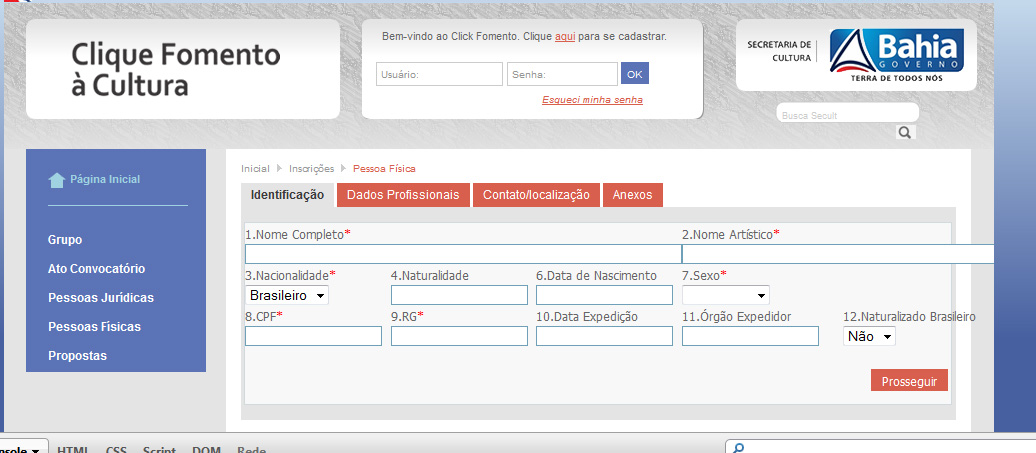 Clique Fomento
à Cultura
Bem-vindo ao Click Fomento. Clique aqui para se cadastrar.
Usuário:
Senha:
OK
Esqueci minha senha
SECRETARIA DE
CULTURA
Bahia
GOVERNO
TERRA DE TODOS NÓS
Busca Secult
Página Inicial
Grupo
Ato Convocatório
Pessoas Jurídicas
Pessoas Físicas
Propostas
Inicial Inscrições Pessoa Física
Identificação Dados Profissionais Contato/localização Anexos
1.Nome Completo* 2.Nome Artístico*
3.Nacionalidade* 4.Naturalidade 6.Data de Nascimento 7.Sexo*
Brasileiro
8.CPF* 9.RG* 10.Data Expedição 11.Órgão Expedidor 12.Naturalizado Brasileiro
Não
Prosseguir
HTML CSS Script DOM Rede